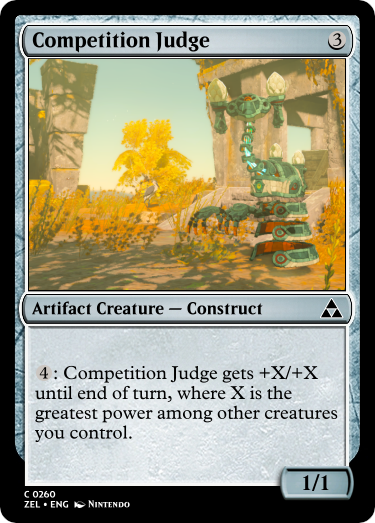 Competition Judge 3
Artifact Creature — Construct
4: Competition Judge gets +X/+X
until end of turn, where X is the
greatest power among other creatures
you control.
1/1
C 0260
ZEL • ENG Nintendo